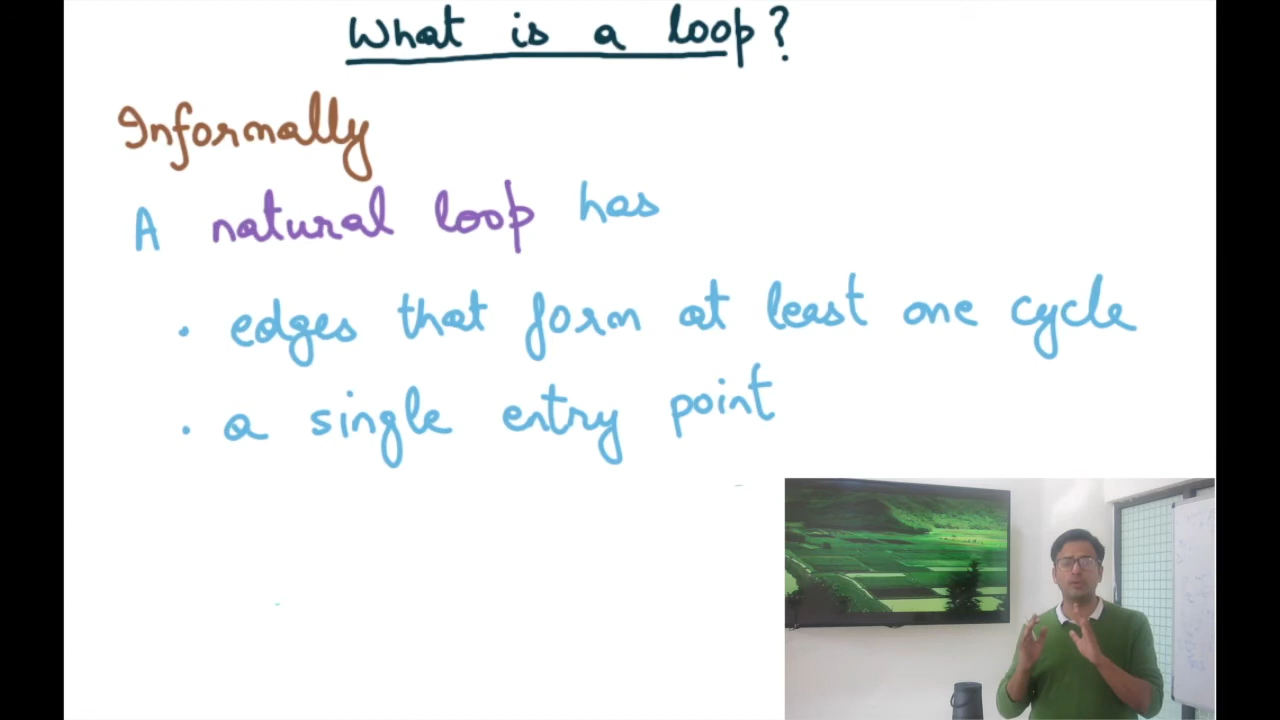 What is a loop?
Informally
A natural loop has
• edges that form at least one cycle
• a single entry point